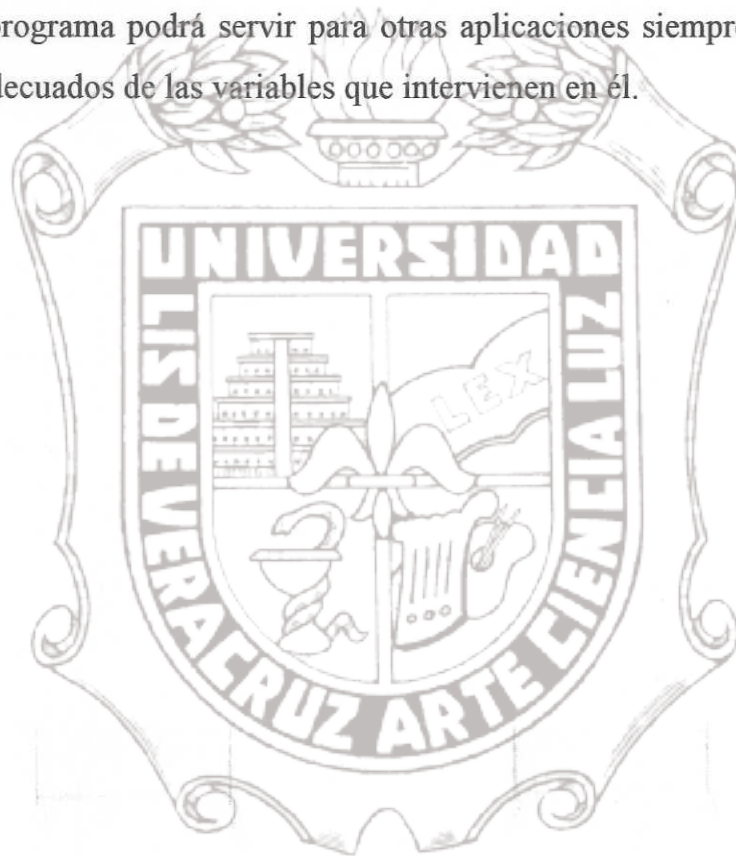 programa podrá servir para otras aplicaciones siempre
decuados de las variables que intervienen en él.
UNIVERSIDAD
LIS DE VERACRUZ ARTE CIENCIA LUZ
LEX